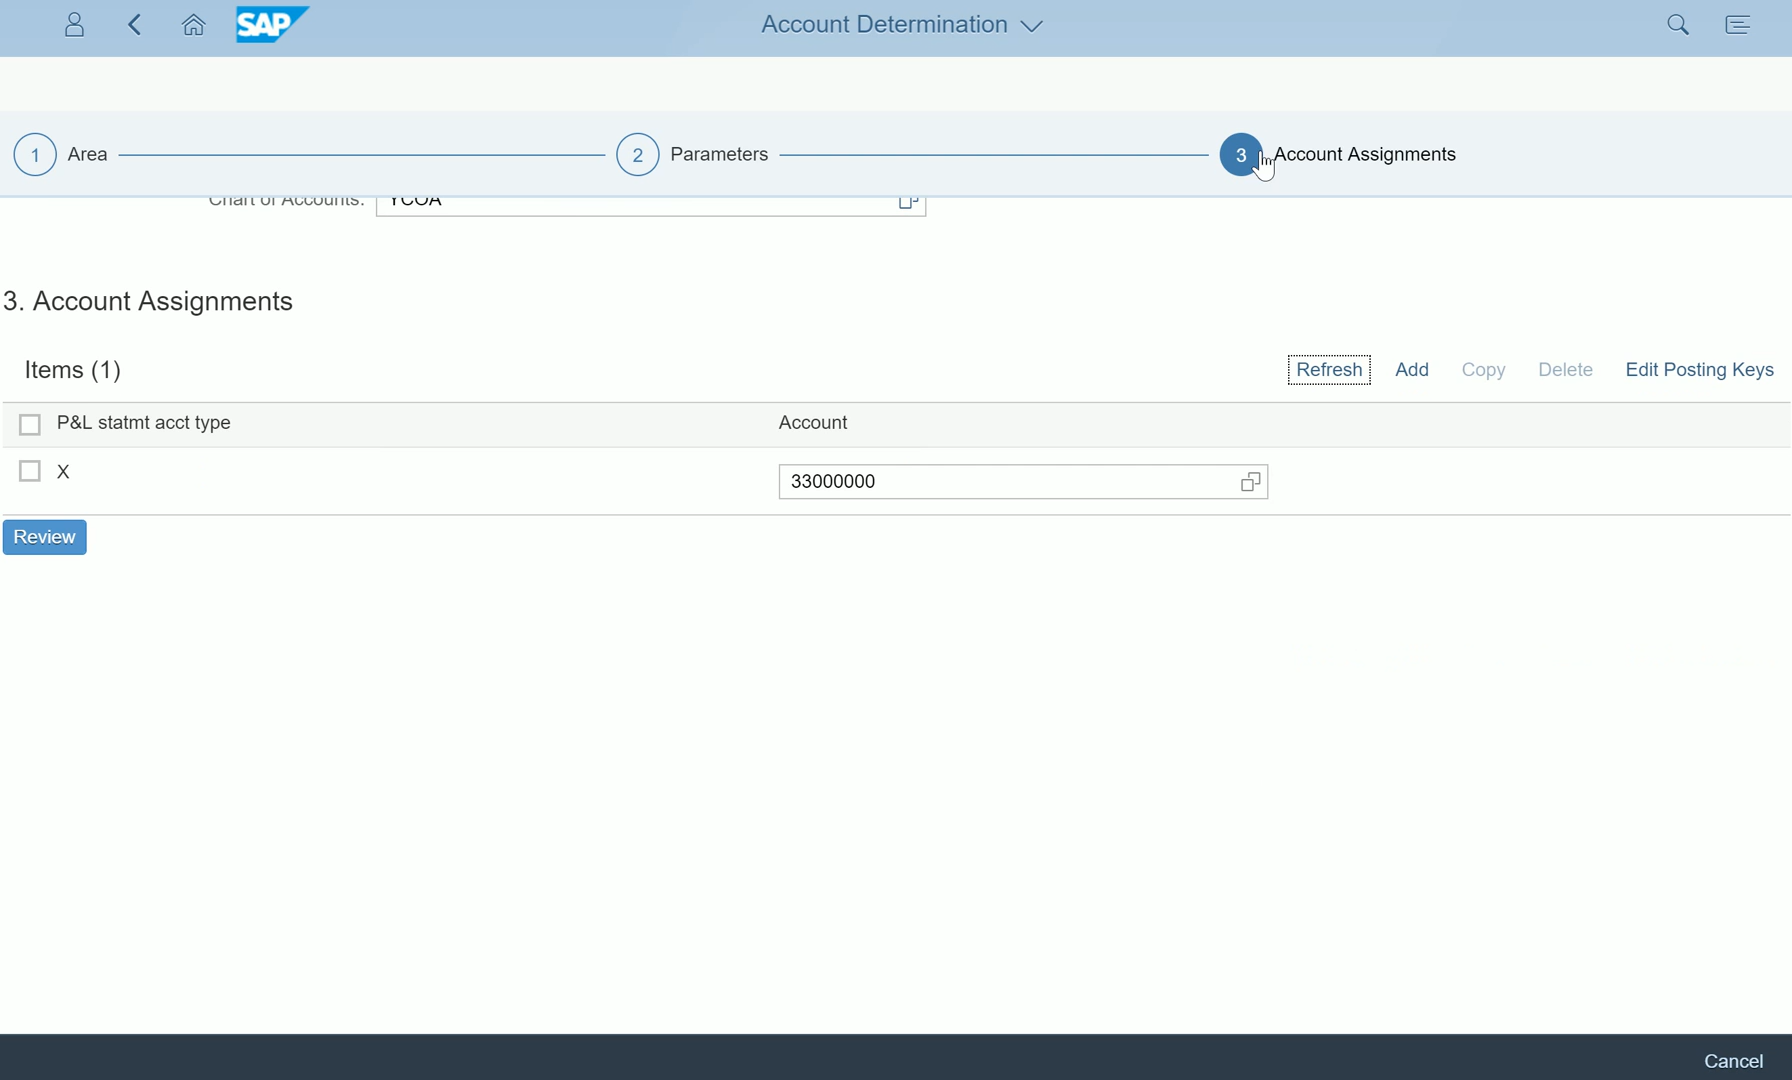 SAP
Account Determination
1 Area
2 Parameters
3 Account Assignments
Chart of Accounts: YCOA
3. Account Assignments
Items (1)
Refresh Add Copy Delete Edit Posting Keys
P&L statmt acct type Account
X 33000000
Review
Cancel